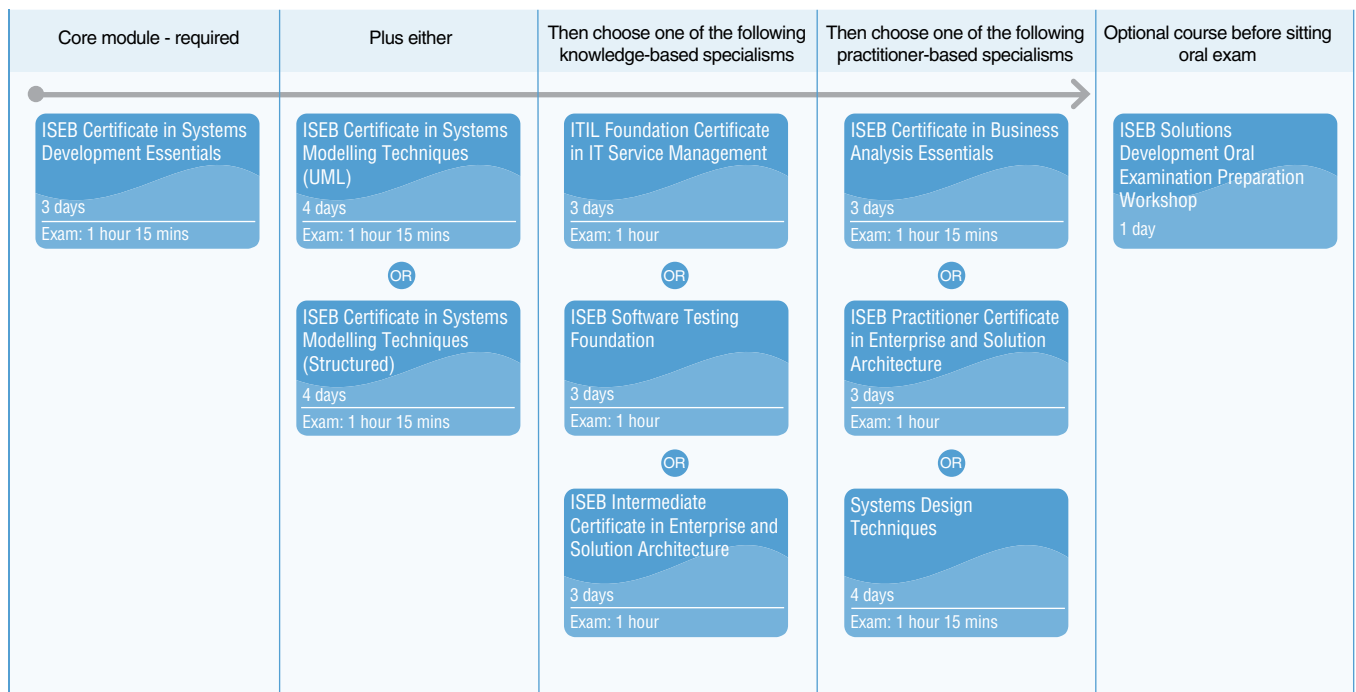 Core module - required
Plus either
Then choose one of the following
knowledge-based specialisms
Then choose one of the following
practitioner-based specialisms
Optional course before sitting
oral exam
ISEB Certificate in Systems
Development Essentials
3 days
Exam: 1 hour 15 mins
ISEB Certificate in Systems
Modelling Techniques
(UML)
4 days
Exam: 1 hour 15 mins
OR
ISEB Certificate in Systems
Modelling Techniques
(Structured)
4 days
Exam: 1 hour 15 mins
ITIL Foundation Certificate
in IT Service Management
3 days
Exam: 1 hour
OR
ISEB Software Testing
Foundation
3 days
Exam: 1 hour
OR
ISEB Intermediate
Certificate in Enterprise and
Solution Architecture
3 days
Exam: 1 hour
ISEB Certificate in Business
Analysis Essentials
3 days
Exam: 1 hour 15 mins
OR
ISEB Practitioner Certificate
in Enterprise and Solution
Architecture
3 days
Exam: 1 hour
OR
Systems Design
Techniques
4 days
Exam: 1 hour 15 mins
ISEB Solutions
Development Oral
Examination Preparation
Workshop
1 day